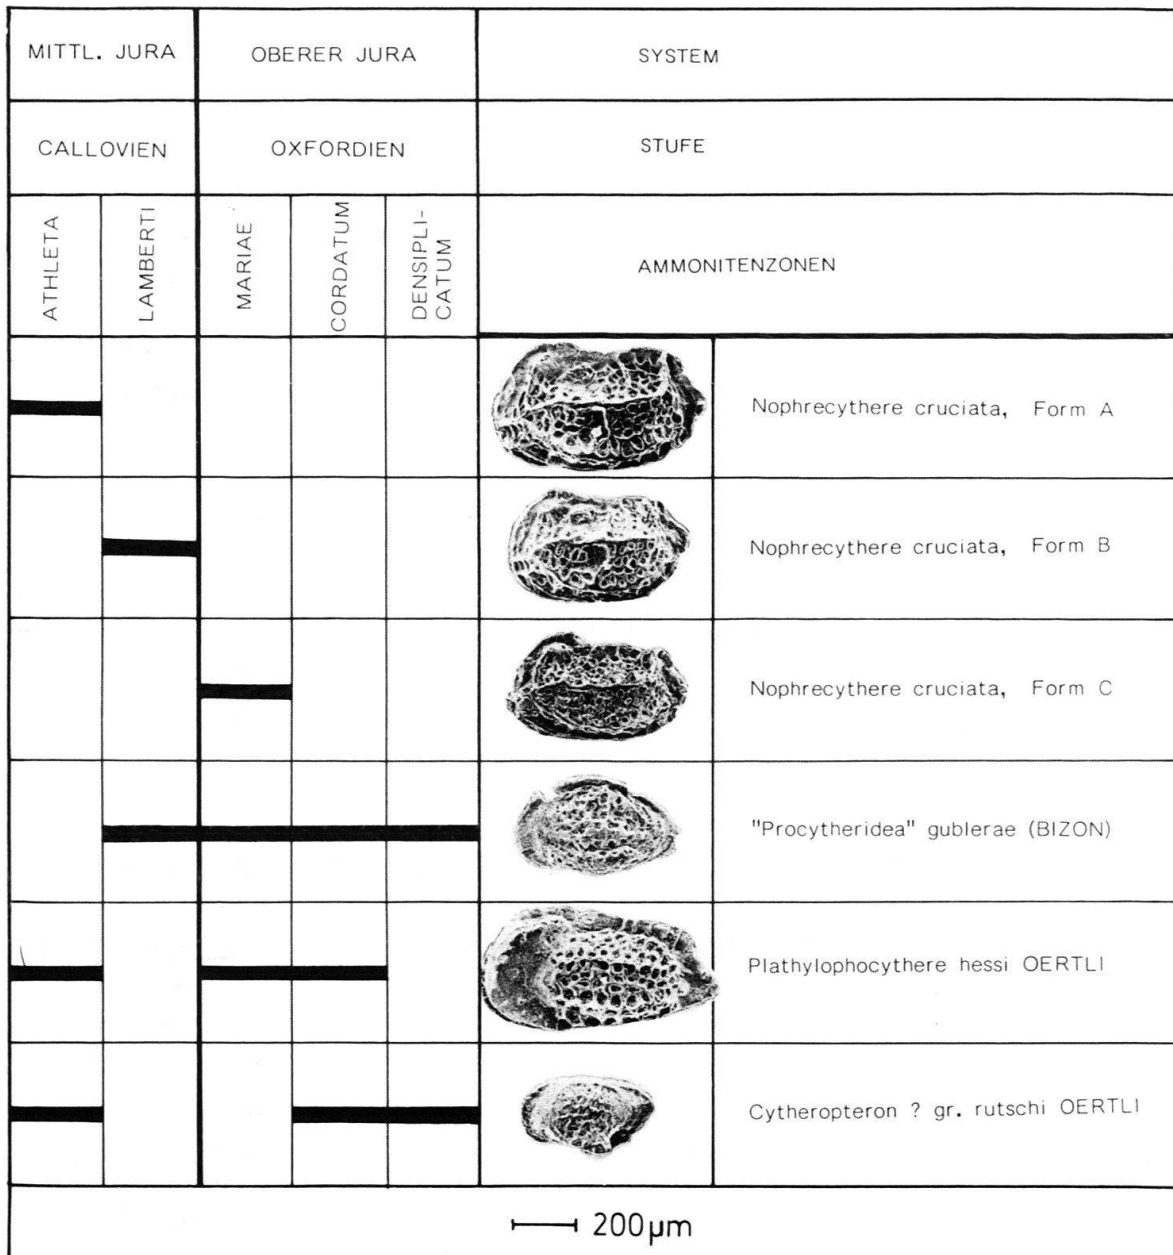 MITTL. JURA
OBERER JURA
SYSTEM
CALLOVIEN
OXFORDIEN
STUFE
ATHLETA
LAMBERTI
MARIAE
CORDATUM
DENSIPLI-
CATUM
AMMONITENZONEN
Nophrecythere cruciata, Form A
Nophrecythere cruciata, Form B
Nophrecythere cruciata, Form C
"Procytheridea" gublerae (BIZON)
Plathylophocythere hessi OERTLI
Cytheropteron ? gr. rutschi OERTLI
200µm